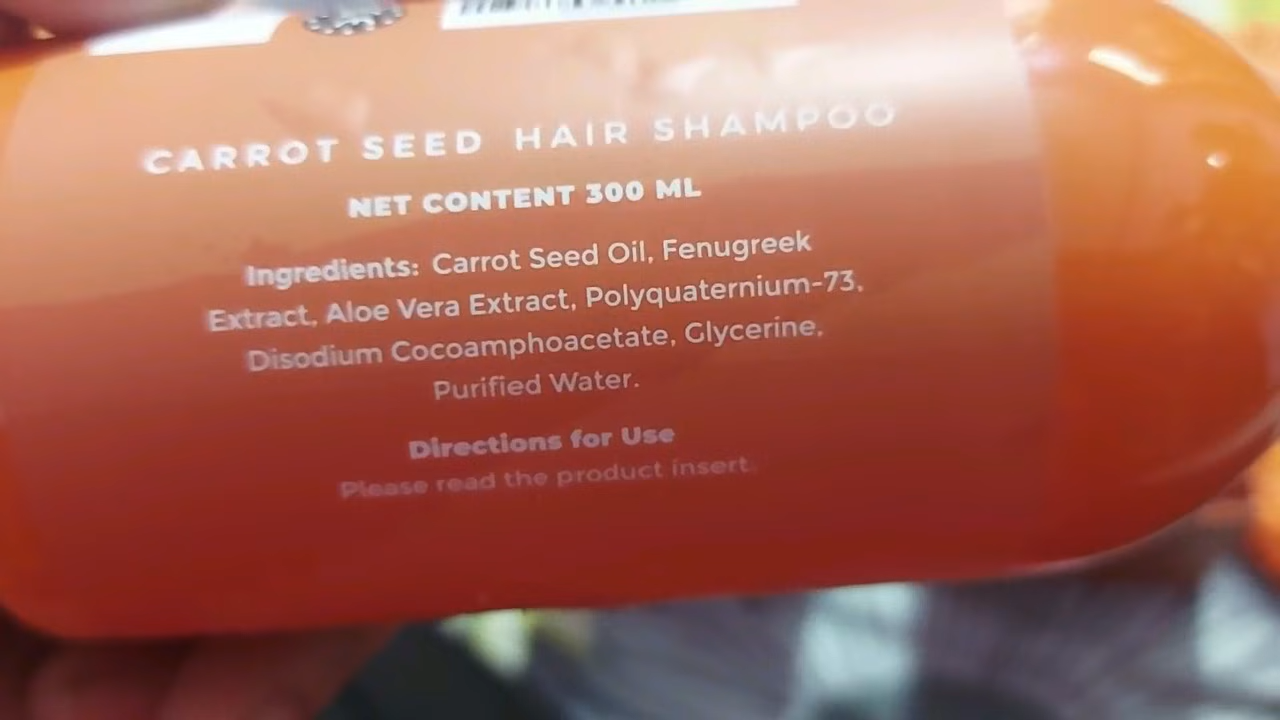 CARROT SEED HAIR SHAMPOO
NET CONTENT 300 ML
Ingredients: Carrot Seed Oil, Fenugreek
Extract, Aloe Vera Extract, Polyquaternium-73,
Disodium Cocoamphoacetate, Glycerine,
Purified Water.
Directions for Use
Please read the product insert.